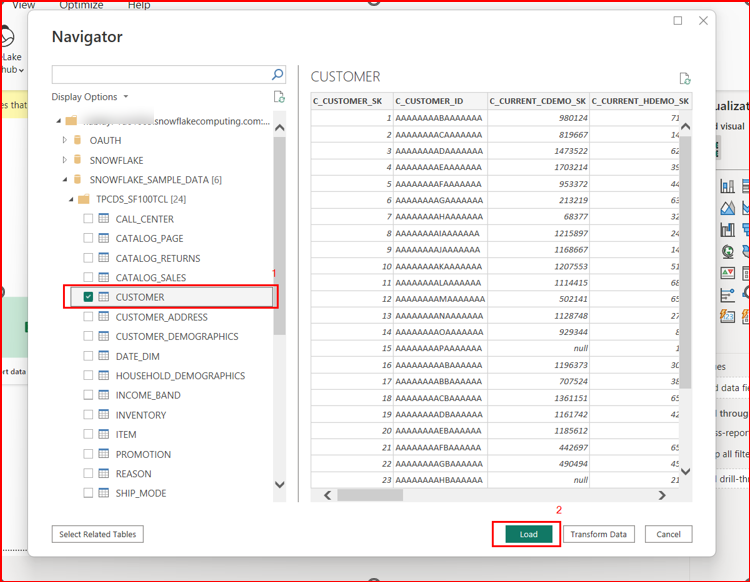 View Optimize Help
Lake
hub
es that
Navigator
Display Options
snowflakecomputing.com:...
OAUTH
SNOWFLAKE
SNOWFLAKE_SAMPLE_DATA [6]
TPCDS_SF100TCL [24]
CALL_CENTER
CATALOG_PAGE
CATALOG_RETURNS
CATALOG_SALES
1
CUSTOMER
CUSTOMER_ADDRESS
CUSTOMER_DEMOGRAPHICS
DATE_DIM
HOUSEHOLD_DEMOGRAPHICS
INCOME_BAND
INVENTORY
ITEM
PROMOTION
REASON
SHIP_MODE
Select Related Tables
rt data
CUSTOMER
C_CUSTOMER_SK C_CUSTOMER_ID C_CURRENT_CDEMO_SK C_CURRENT_HDEMO_SK
1 AAAAAAAABAAAAAAA 980124 71
2 AAAAAAAACAAAAAAA 819667 14
3 AAAAAAAADAAAAAAA 1473522 62
4 AAAAAAAAEAAAAAAA 1703214 39
5 AAAAAAAAFAAAAAAA 953372 44
6 AAAAAAAAGAAAAAAA 213219 63
7 AAAAAAAAHAAAAAAA 68377 32
8 AAAAAAAAIAAAAAAA 1215897 24
9 AAAAAAAAJAAAAAAA 1168667 14
10 AAAAAAAAKAAAAAAA 1207553 51
11 AAAAAAAALAAAAAAA 1114415 68
12 AAAAAAAAMAAAAAAA 502141 65
13 AAAAAAAANAAAAAAA 1128748 27
14 AAAAAAAAOAAAAAAA 929344 8
15 AAAAAAAAPAAAAAAA null 1
16 AAAAAAAAABAAAAAA 1196373 30
17 AAAAAAAABBAAAAAA 707524 38
18 AAAAAAAACBAAAAAA 1361151 65
19 AAAAAAAADBAAAAAA 1161742 42
20 AAAAAAAAEBAAAAAA 1185612
21 AAAAAAAAFBAAAAAA 442697 65
22 AAAAAAAAGBAAAAAA 490494 45
23 AAAAAAAAHBAAAAAA null 21
2
Load
Transform Data
Cancel
ualizat
d visual
es
d data fie
l through
ss-repor
p all filte
d drill-thr